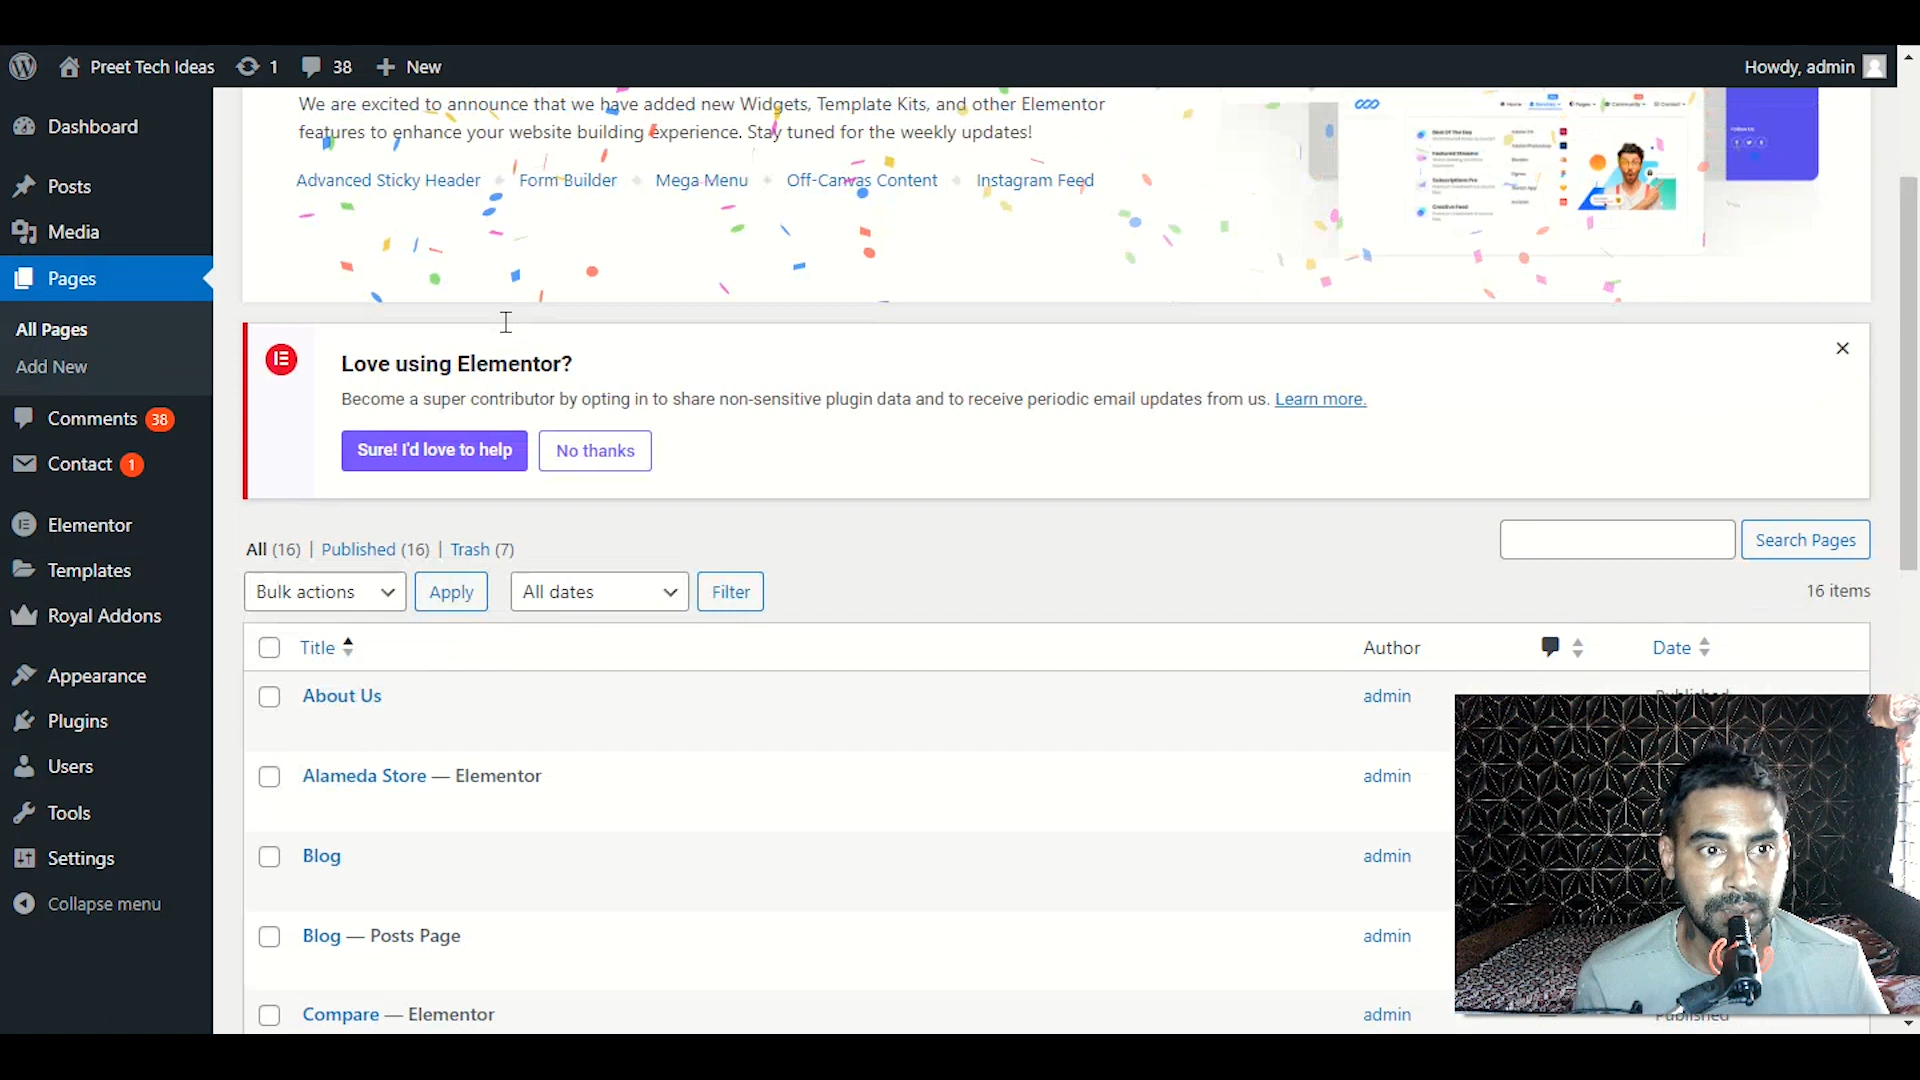 Preet Tech Ideas 1 38 New Howdy, admin
Dashboard
Posts
Media
Pages
All Pages
Add New
Comments 38
Contact 1
Elementor
Templates
Royal Addons
Appearance
Plugins
Users
Tools
Settings
Collapse menu
We are excited to announce that we have added new Widgets, Template Kits, and other Elementor
features to enhance your website building experience. Stay tuned for the weekly updates!
Advanced Sticky Header Form Builder Mega Menu Off-Canvas Content Instagram Feed
Love using Elementor?
Become a super contributor by opting in to share non-sensitive plugin data and to receive periodic email updates from us. Learn more.
Sure! I'd love to help No thanks
All (16) | Published (16) | Trash (7)
Search Pages
Bulk actions Apply All dates Filter
16 items
Title Author Date
About Us admin Published
Alameda Store — Elementor admin
Blog admin
Blog — Posts Page admin
Compare — Elementor admin Published